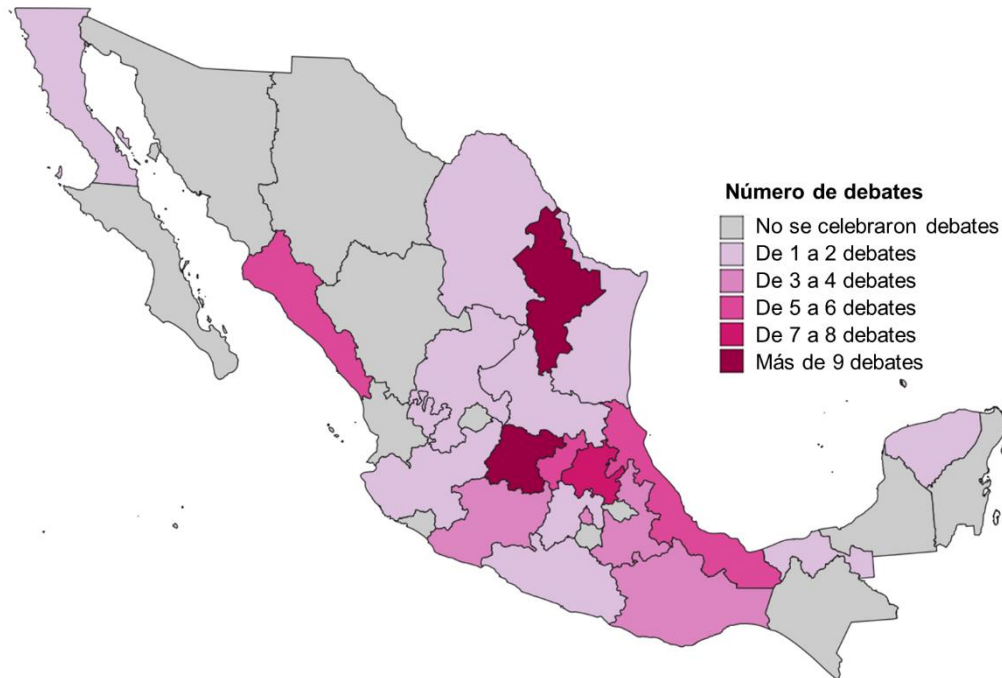 Número de debates
No se celebraron debates
De 1 a 2 debates
De 3 a 4 debates
De 5 a 6 debates
De 7 a 8 debates
Más de 9 debates